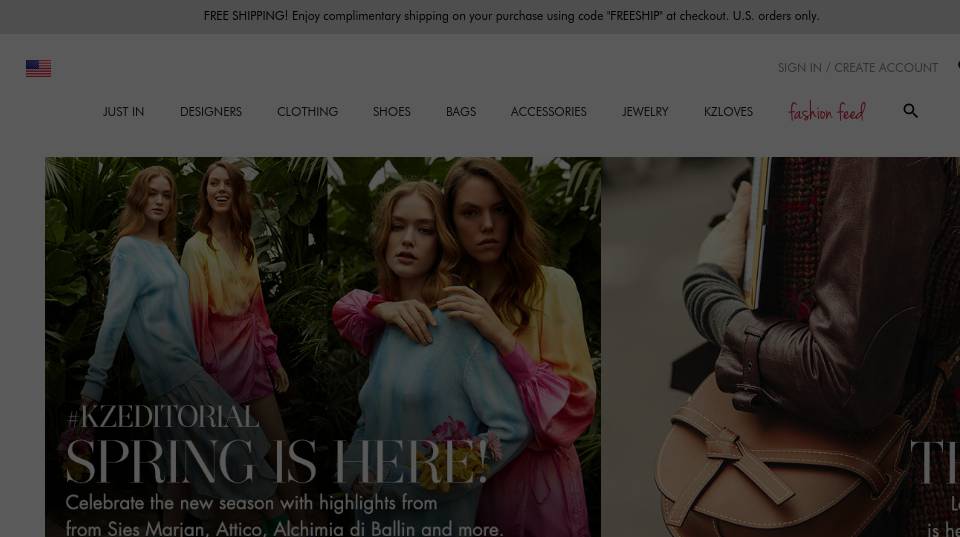 FREE SHIPPING! Enjoy complimentary shipping on your purchase using code "FREESHIP" at checkout. U.S. orders only.
SIGN IN / CREATE ACCOUNT
JUST IN DESIGNERS CLOTHING SHOES BAGS ACCESSORIES JEWELRY KZLOVES fashion feed
#KZEDITORIAL
SPRING IS HERE!
Celebrate the new season with highlights from
from Sies Marjan, Attico, Alchimia di Ballin and more.
is